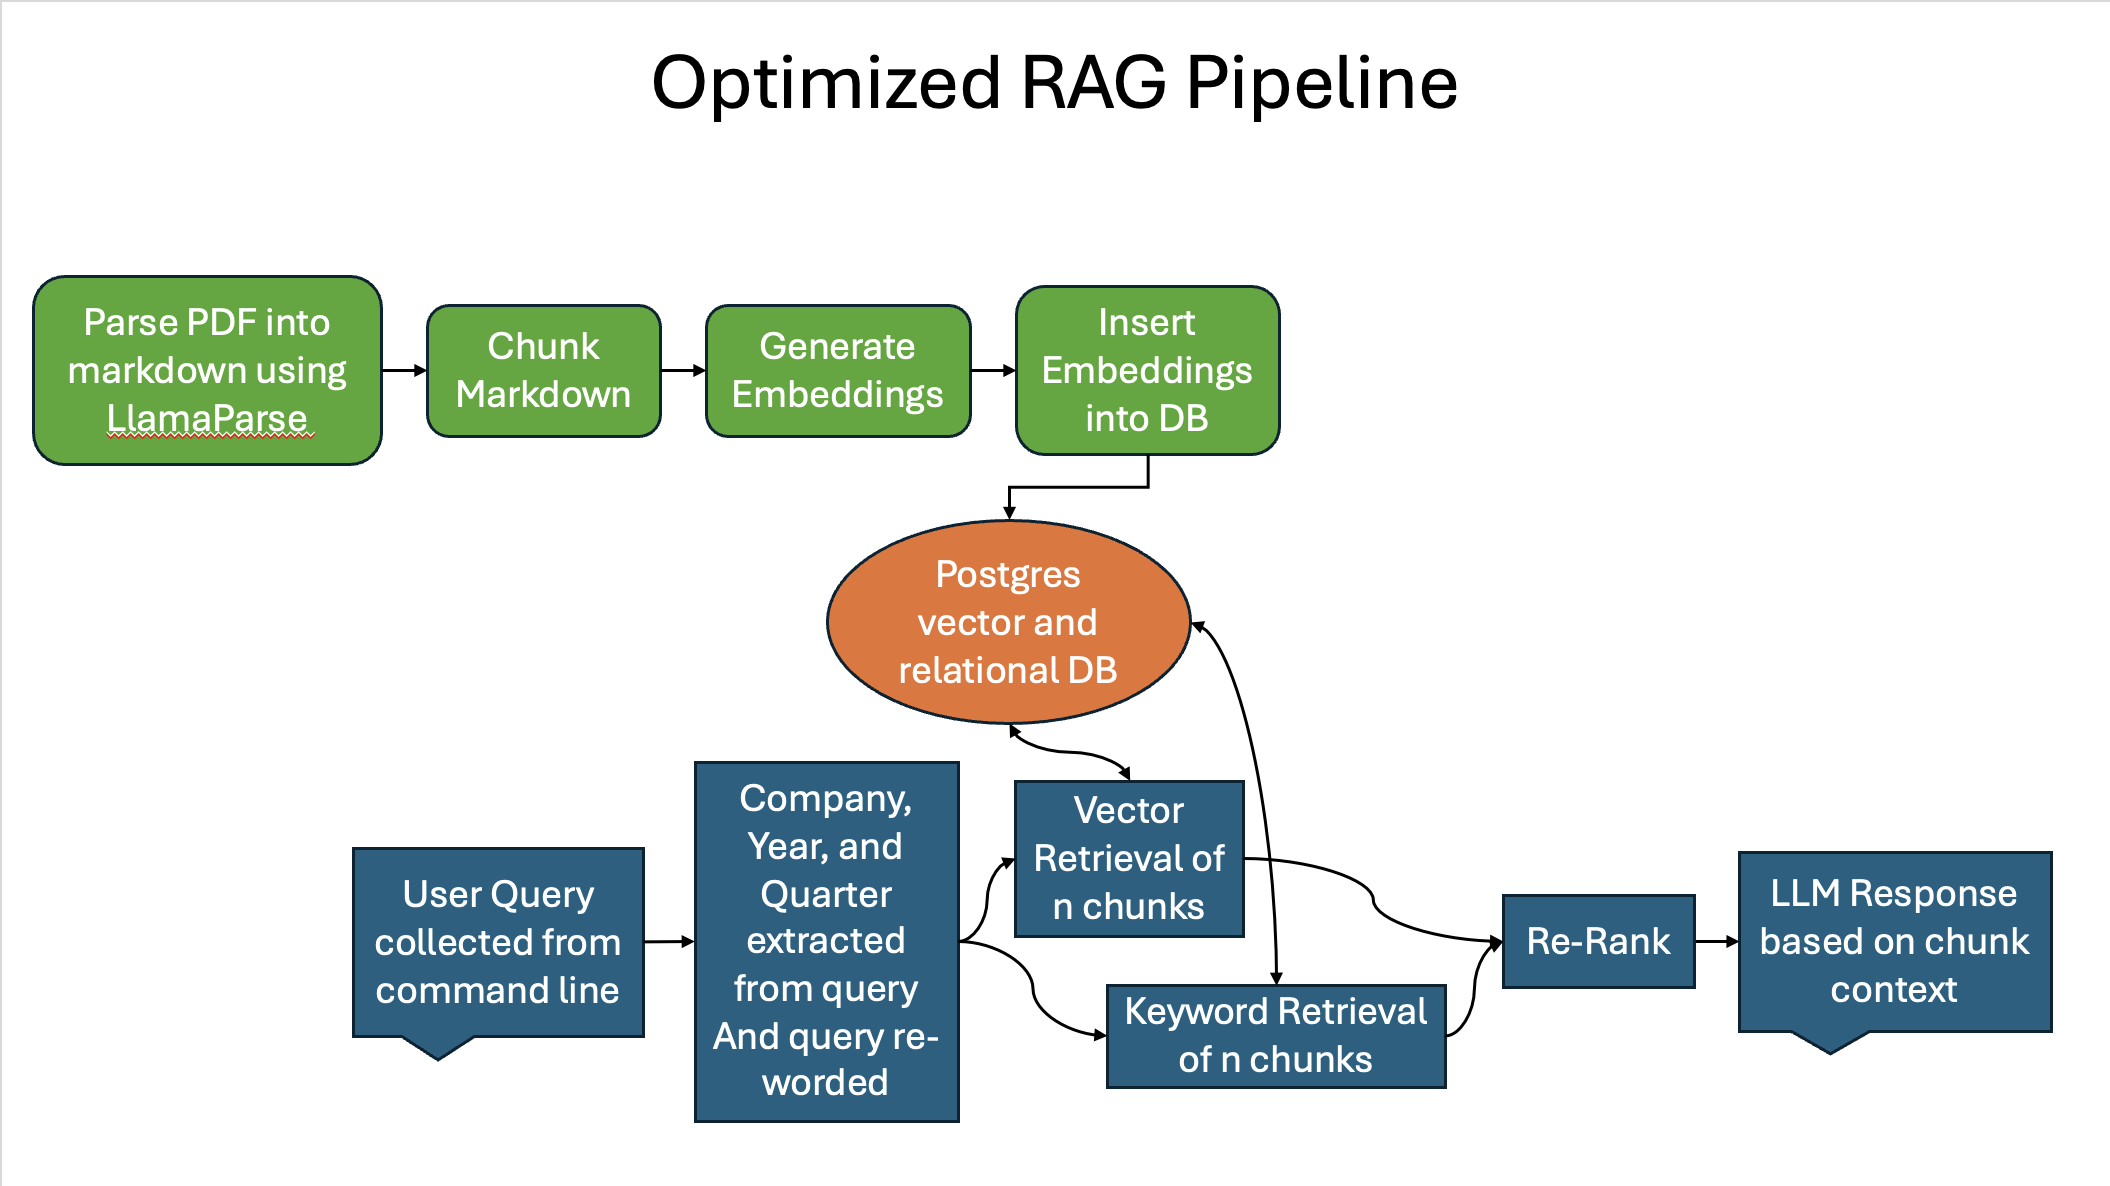 Optimized RAG Pipeline
Parse PDF into
markdown using
LlamaParse
Chunk
Markdown
Generate
Embeddings
Insert
Embeddings
into DB
Postgres
vector and
relational DB
User Query
collected from
command line
Company,
Year, and
Quarter
extracted
from query
And query re-
worded
Vector
Retrieval of
n chunks
Keyword Retrieval
of n chunks
Re-Rank
LLM Response
based on chunk
context